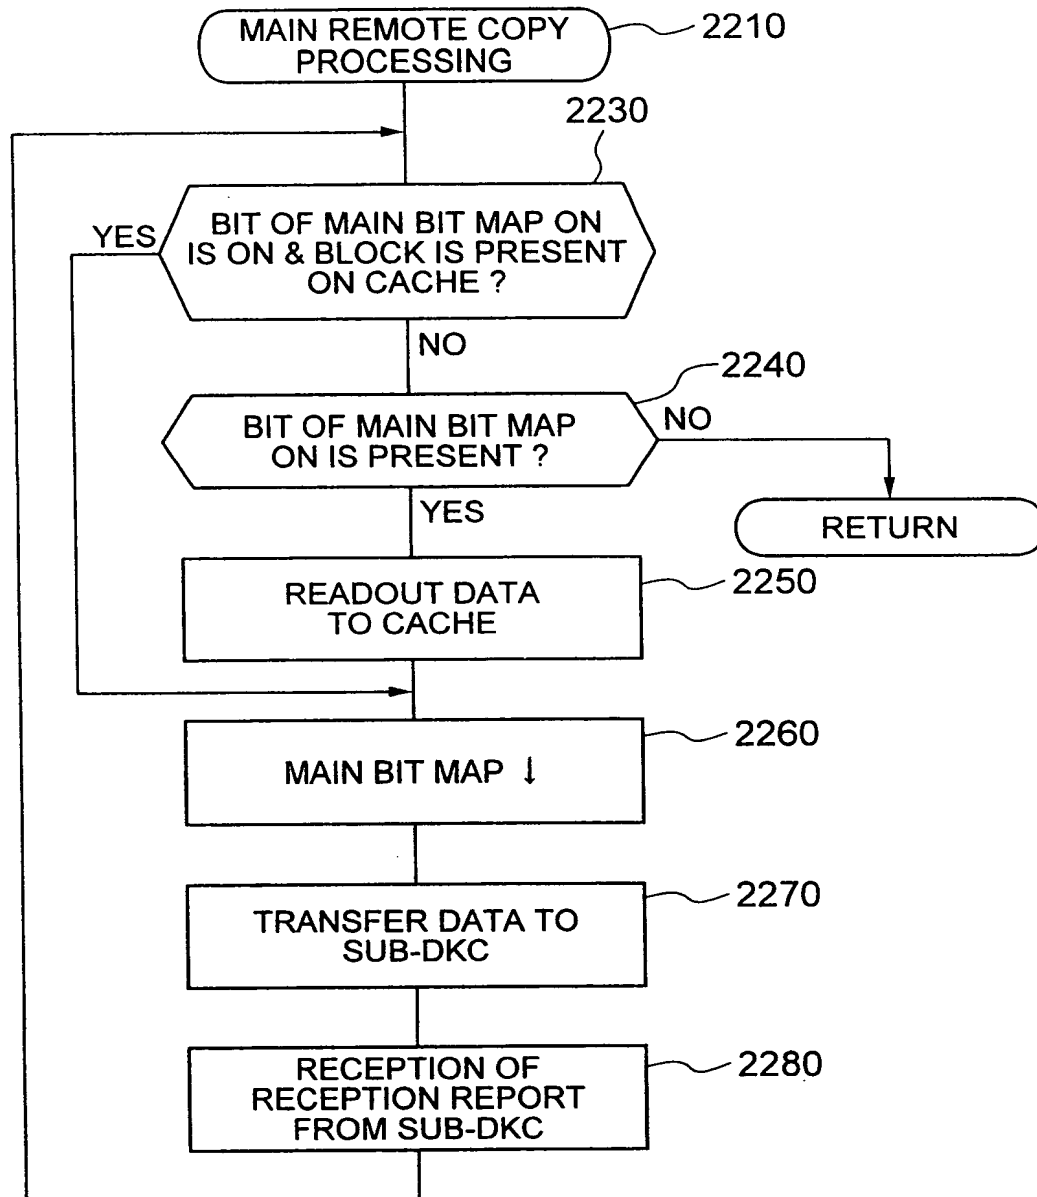 MAIN REMOTE COPY
PROCESSING
2210
2230
YES
BIT OF MAIN BIT MAP ON
IS ON & BLOCK IS PRESENT
ON CACHE ?
NO
2240
BIT OF MAIN BIT MAP
ON IS PRESENT ?
NO
YES
RETURN
READOUT DATA
TO CACHE
2250
MAIN BIT MAP ↓
2260
TRANSFER DATA TO
SUB-DKC
2270
RECEPTION OF
RECEPTION REPORT
FROM SUB-DKC
2280